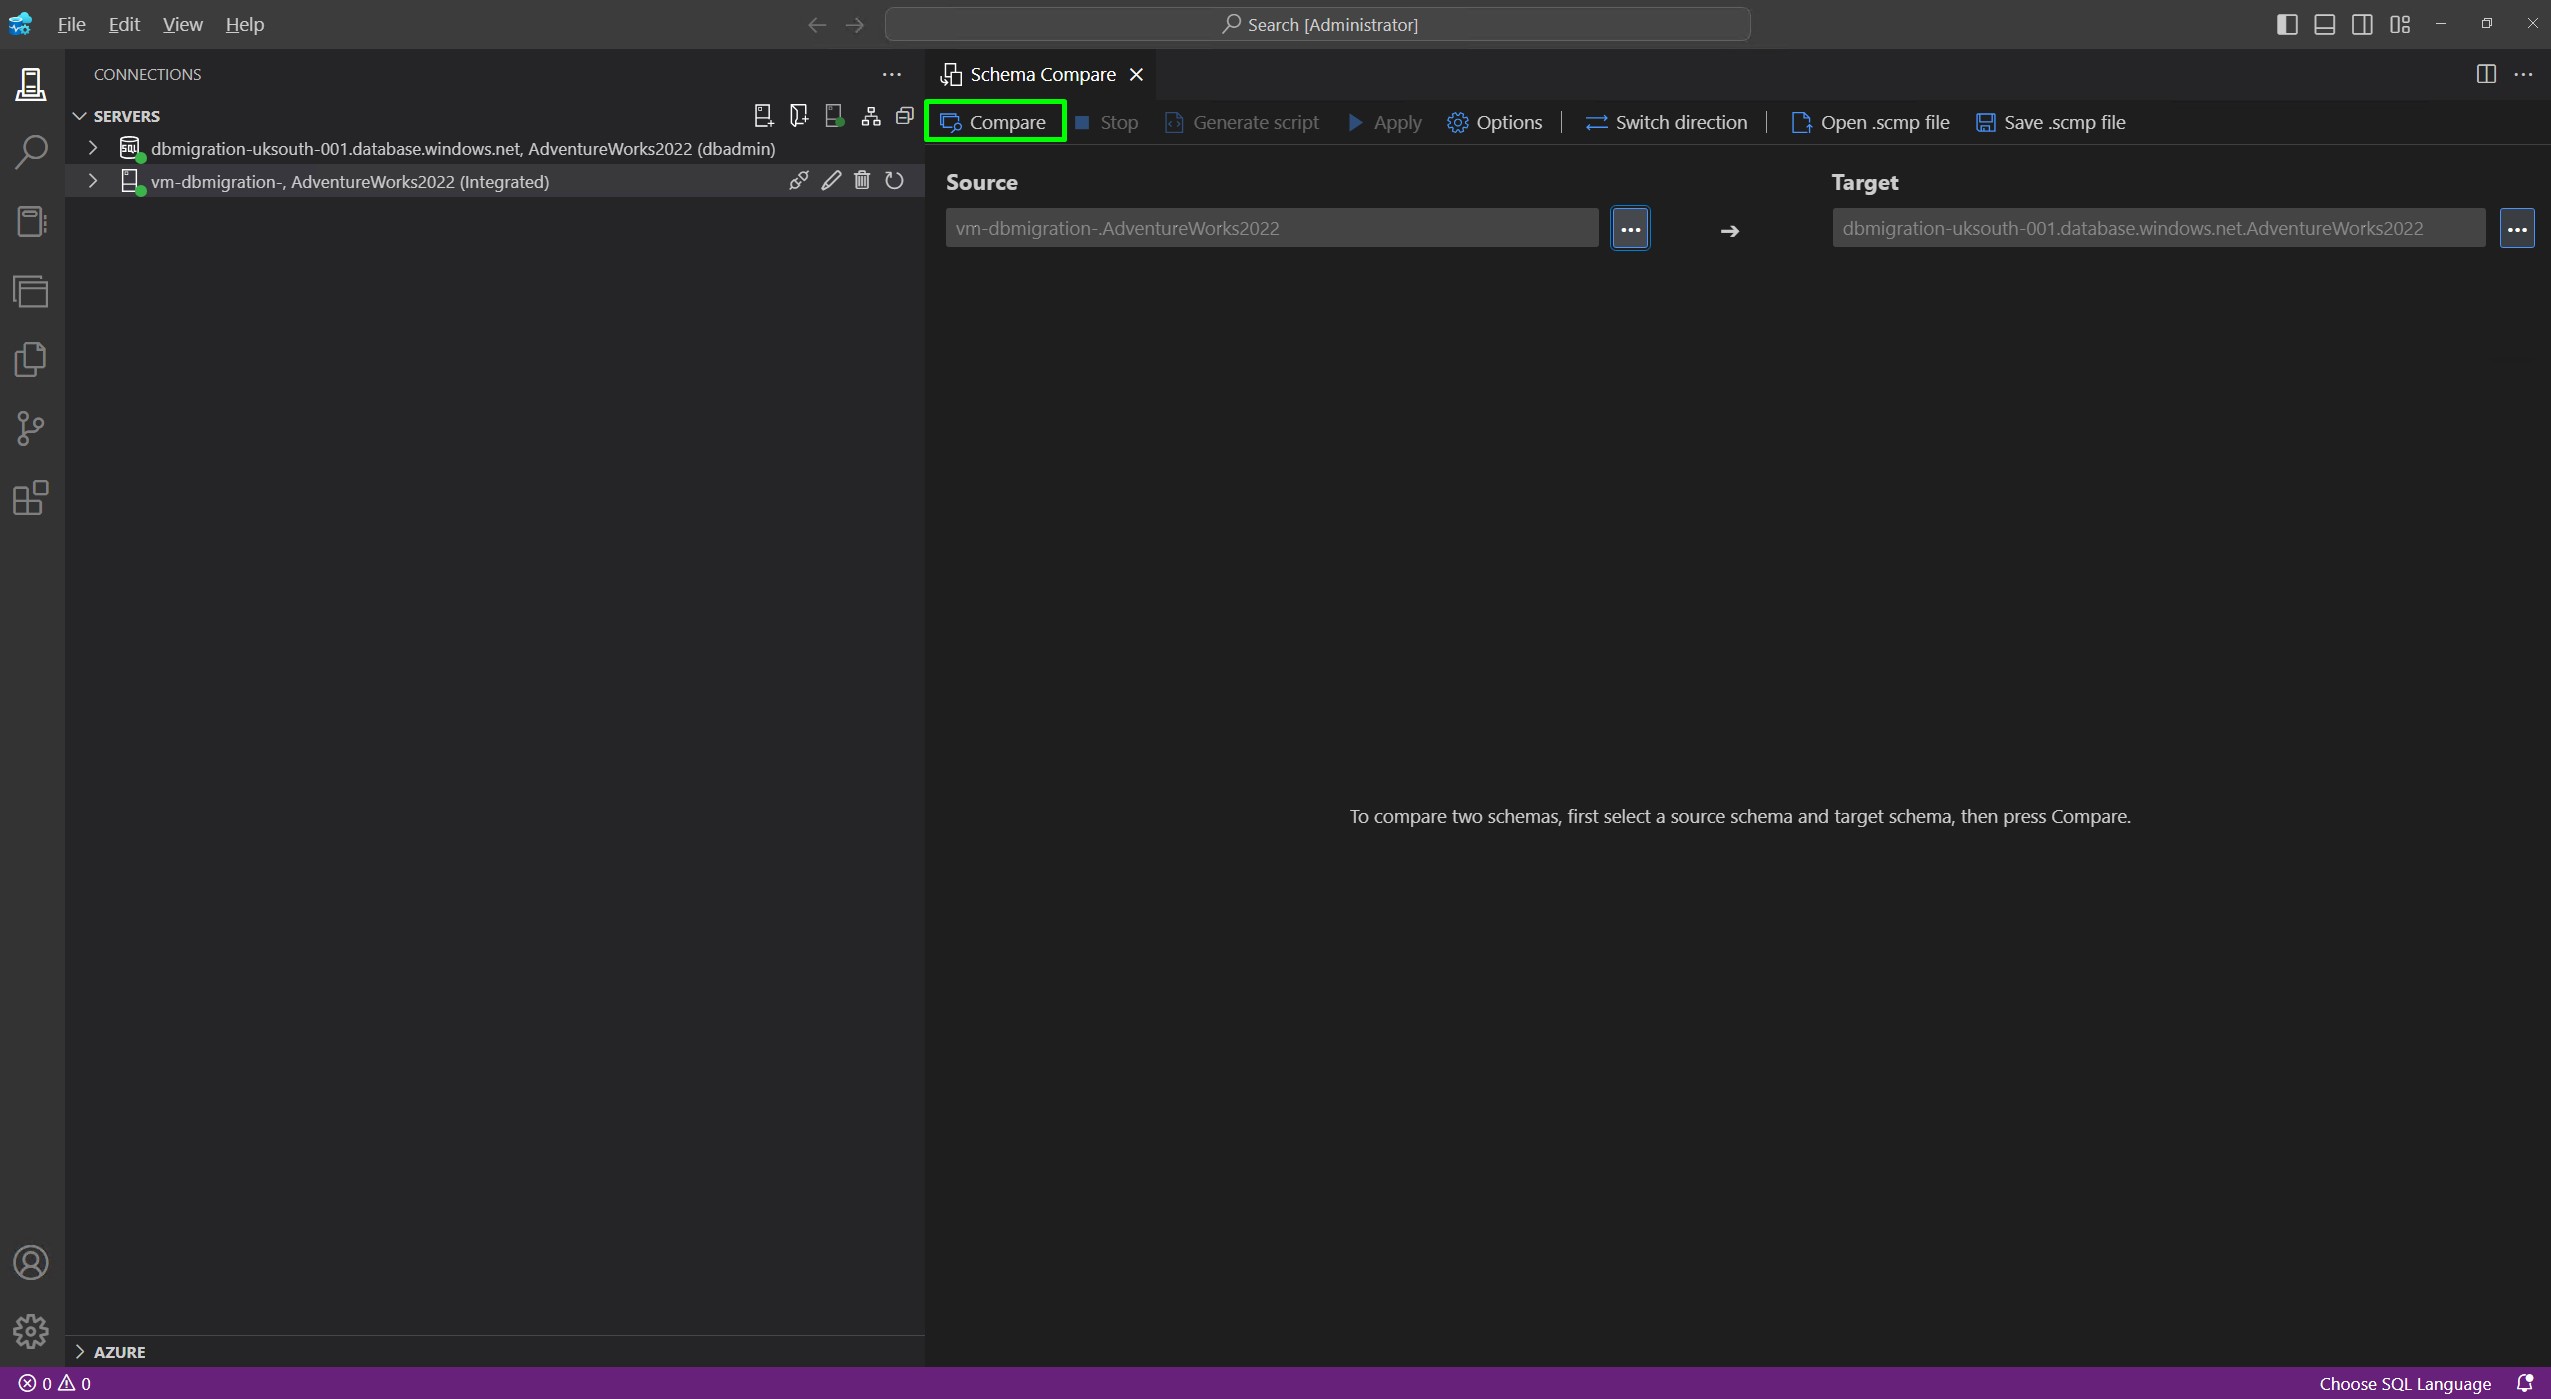 File Edit View Help
Search [Administrator]
CONNECTIONS
SERVERS
dbmigration-uksouth-001.database.windows.net, AdventureWorks2022 (dbadmin)
vm-dbmigration-, AdventureWorks2022 (Integrated)
AZURE
Schema Compare
Compare Stop Generate script Apply Options Switch direction Open .scmp file Save .scmp file
Source Target
vm-dbmigration-.AdventureWorks2022 dbmigration-uksouth-001.database.windows.net.AdventureWorks2022
To compare two schemas, first select a source schema and target schema, then press Compare.
0 0 Choose SQL Language